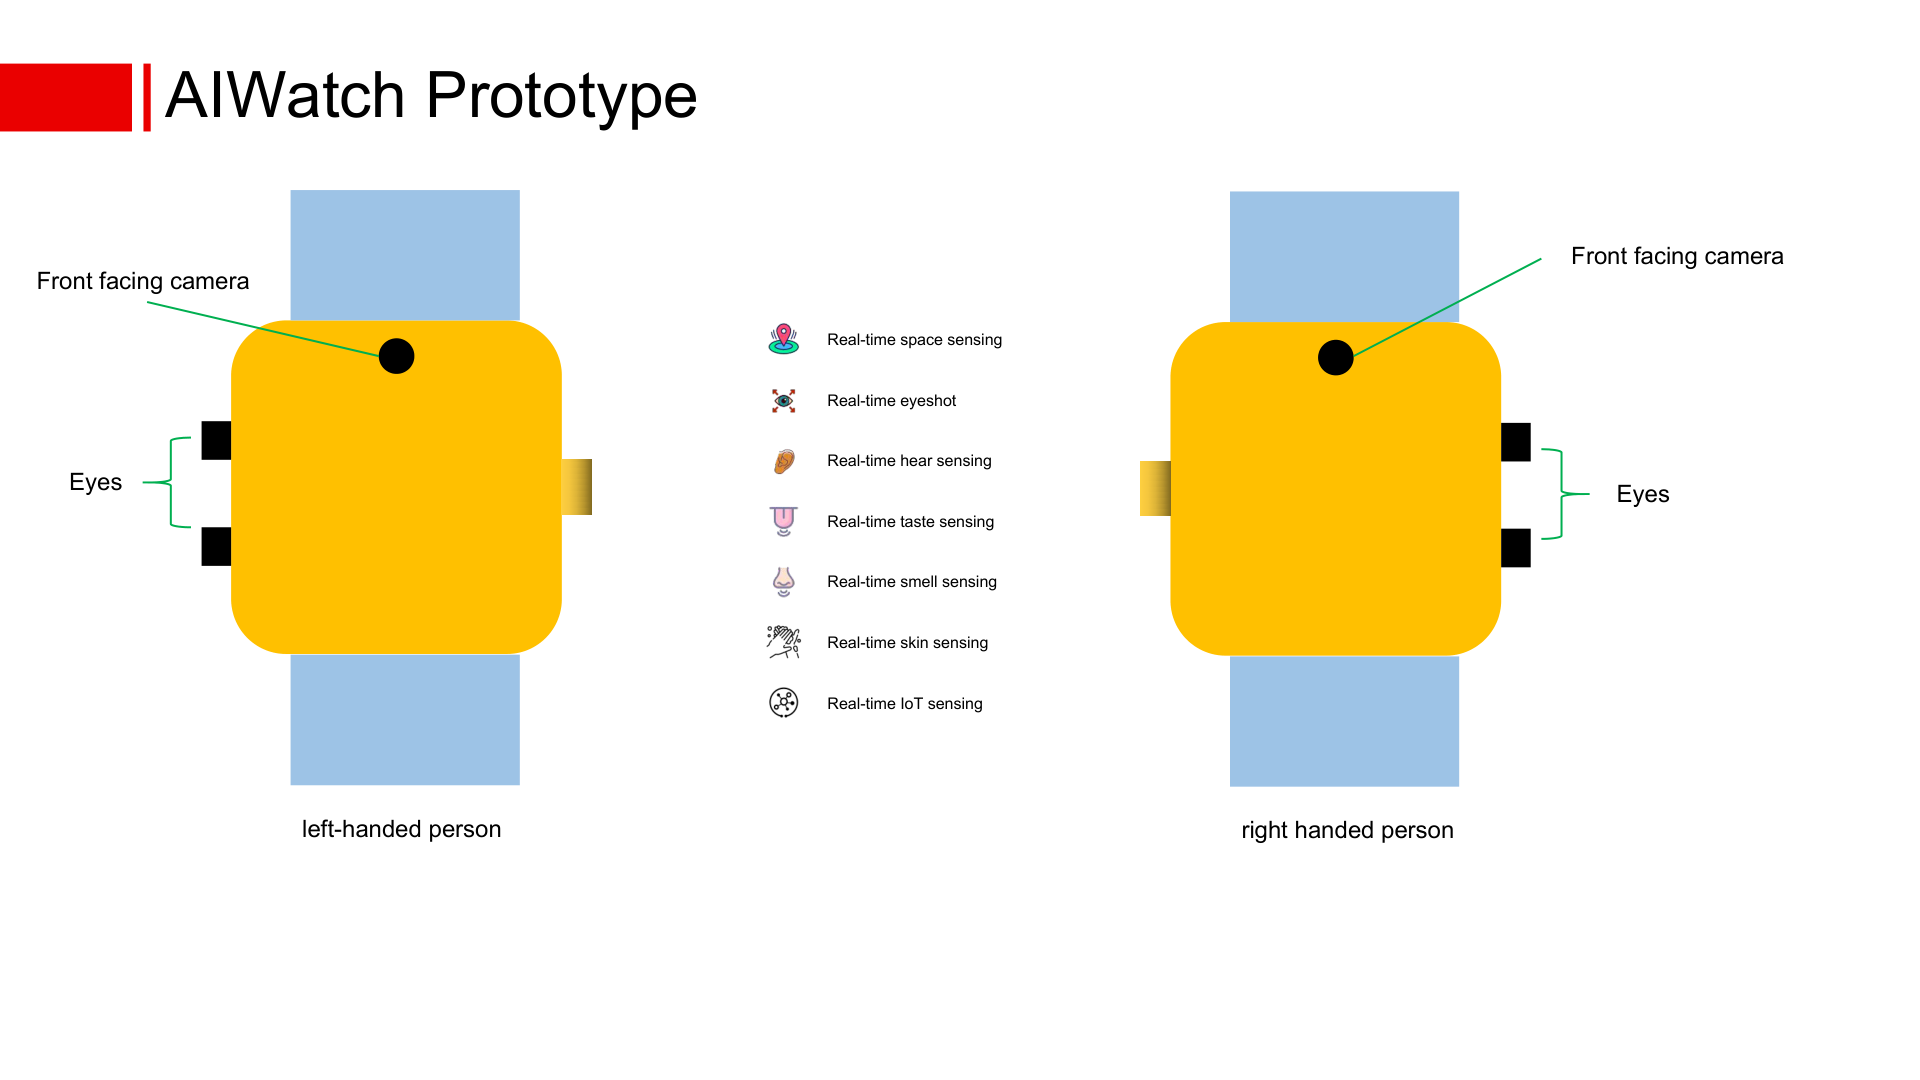 AIWatch Prototype
Front facing camera
Eyes
left-handed person
Real-time space sensing
Real-time eyeshot
Real-time hear sensing
Real-time taste sensing
Real-time smell sensing
Real-time skin sensing
Real-time IoT sensing
Front facing camera
Eyes
right handed person